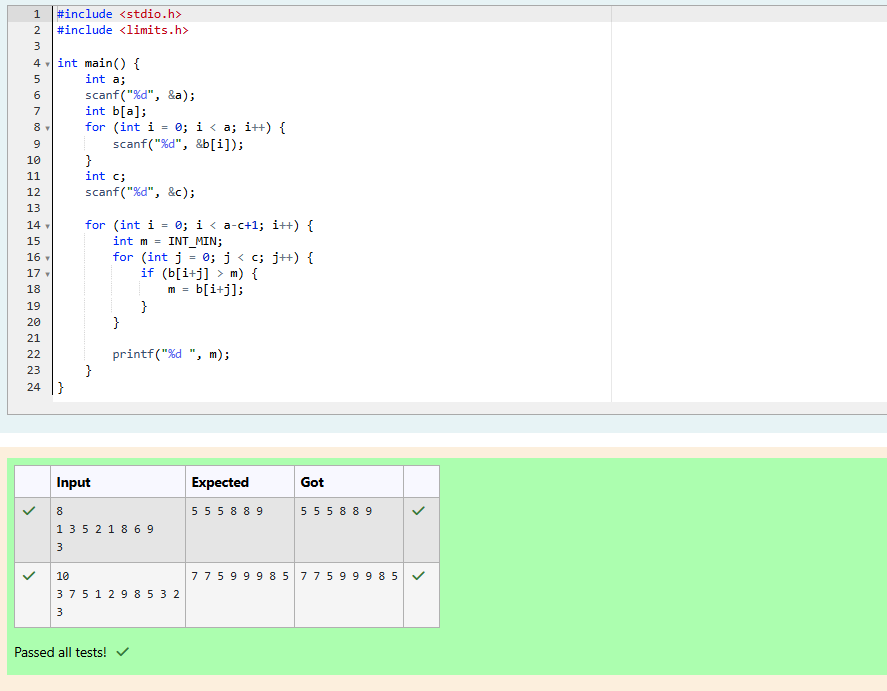 1 #include <stdio.h>
2 #include <limits.h>
3
4 int main() {
5     int a;
6     scanf("%d", &a);
7     int b[a];
8     for (int i = 0; i < a; i++) {
9         scanf("%d", &b[i]);
10     }
11     int c;
12     scanf("%d", &c);
13
14     for (int i = 0; i < a-c+1; i++) {
15         int m = INT_MIN;
16         for (int j = 0; j < c; j++) {
17             if (b[i+j] > m) {
18                 m = b[i+j];
19             }
20         }
21
22         printf("%d ", m);
23     }
24 }
Input Expected Got
8 5 5 5 8 8 9 5 5 5 8 8 9
1 3 5 2 1 8 6 9
3
10 7 7 5 9 9 9 8 5 7 7 5 9 9 9 8 5
3 7 5 1 2 9 8 5 3 2
3
Passed all tests!